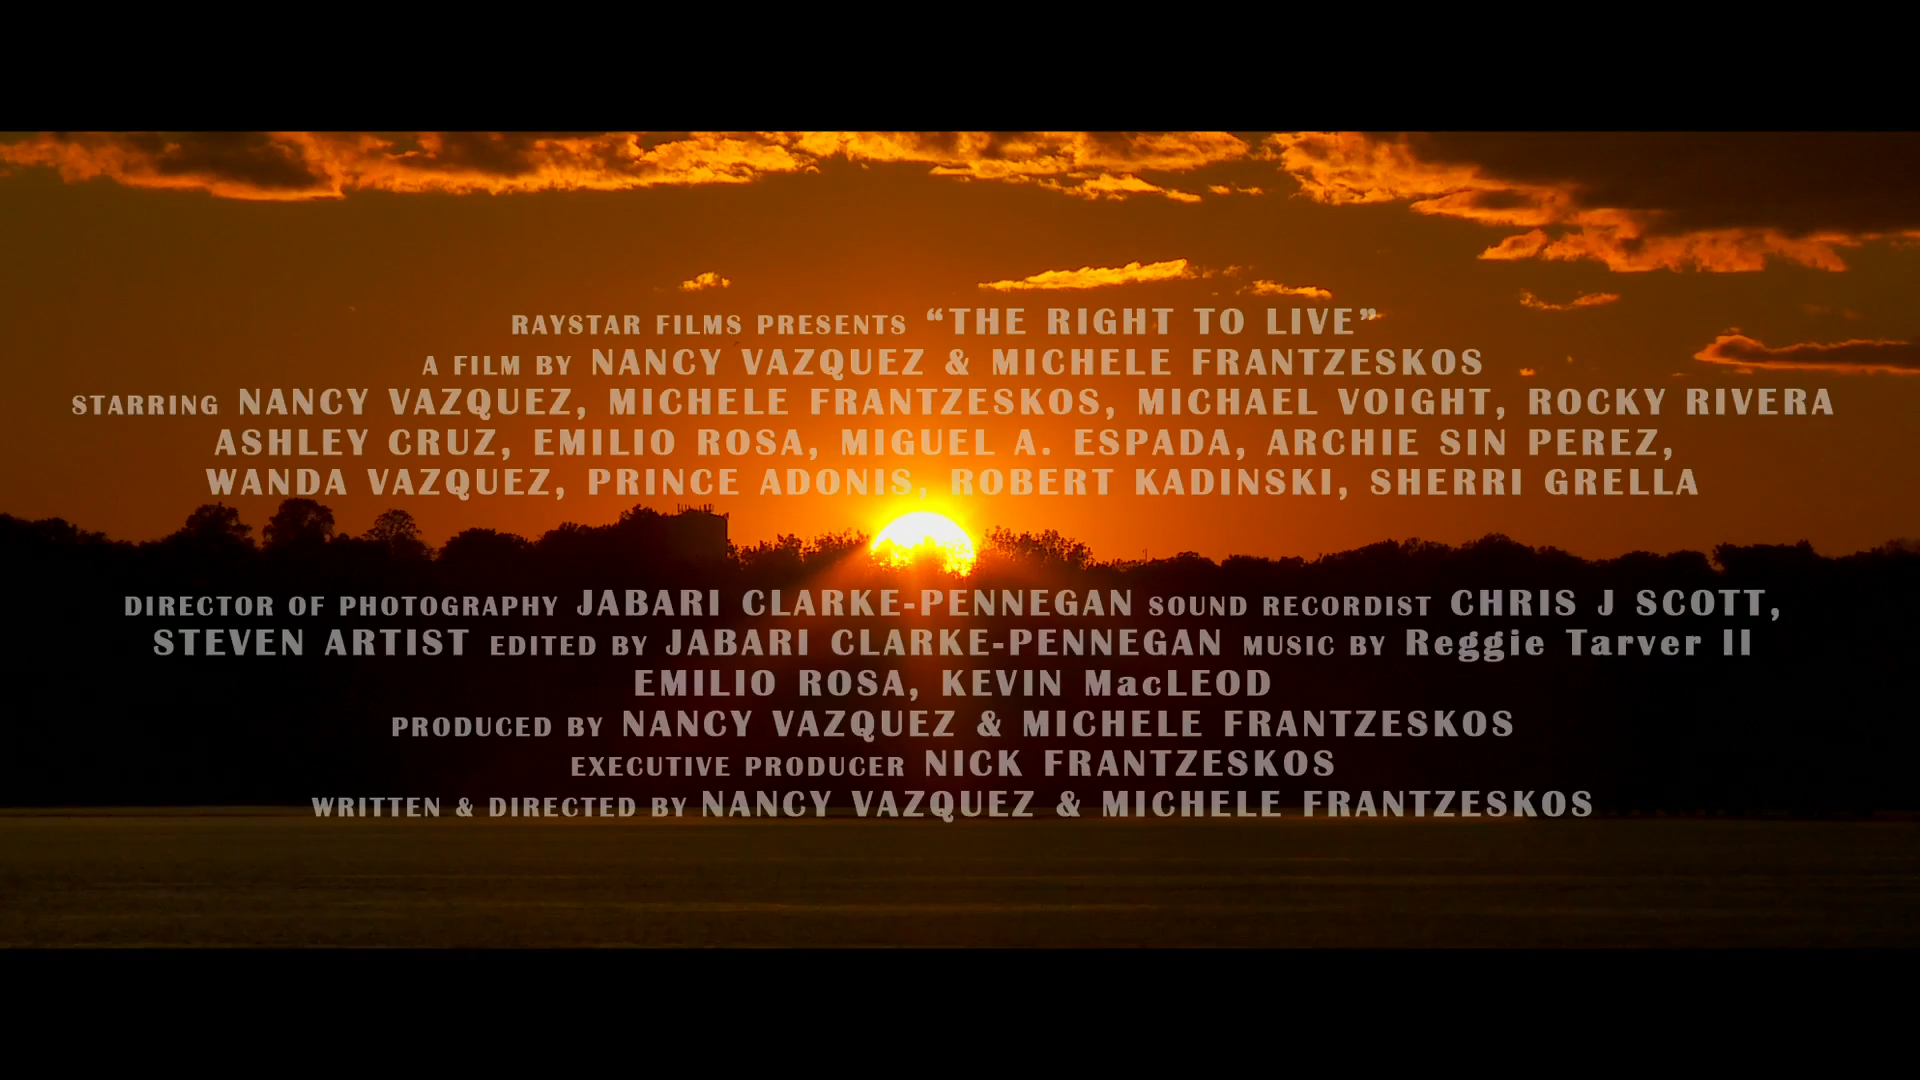 RAYSTAR FILMS PRESENTS “THE RIGHT TO LIVE”
A FILM BY NANCY VAZQUEZ & MICHELE FRANTZESKOS
STARRING NANCY VAZQUEZ, MICHELE FRANTZESKOS, MICHAEL VOIGHT, ROCKY RIVERA
ASHLEY CRUZ, EMILIO ROSA, MIGUEL A. ESPADA, ARCHIE SIN PEREZ,
WANDA VAZQUEZ, PRINCE ADONIS, ROBERT KADINSKI, SHERRI GRELLA
DIRECTOR OF PHOTOGRAPHY JABARI CLARKE-PENNEGAN SOUND RECORDIST CHRIS J SCOTT,
STEVEN ARTIST EDITED BY JABARI CLARKE-PENNEGAN MUSIC BY Reggie Tarver II
EMILIO ROSA, KEVIN MacLEOD
PRODUCED BY NANCY VAZQUEZ & MICHELE FRANTZESKOS
EXECUTIVE PRODUCER NICK FRANTZESKOS
WRITTEN & DIRECTED BY NANCY VAZQUEZ & MICHELE FRANTZESKOS